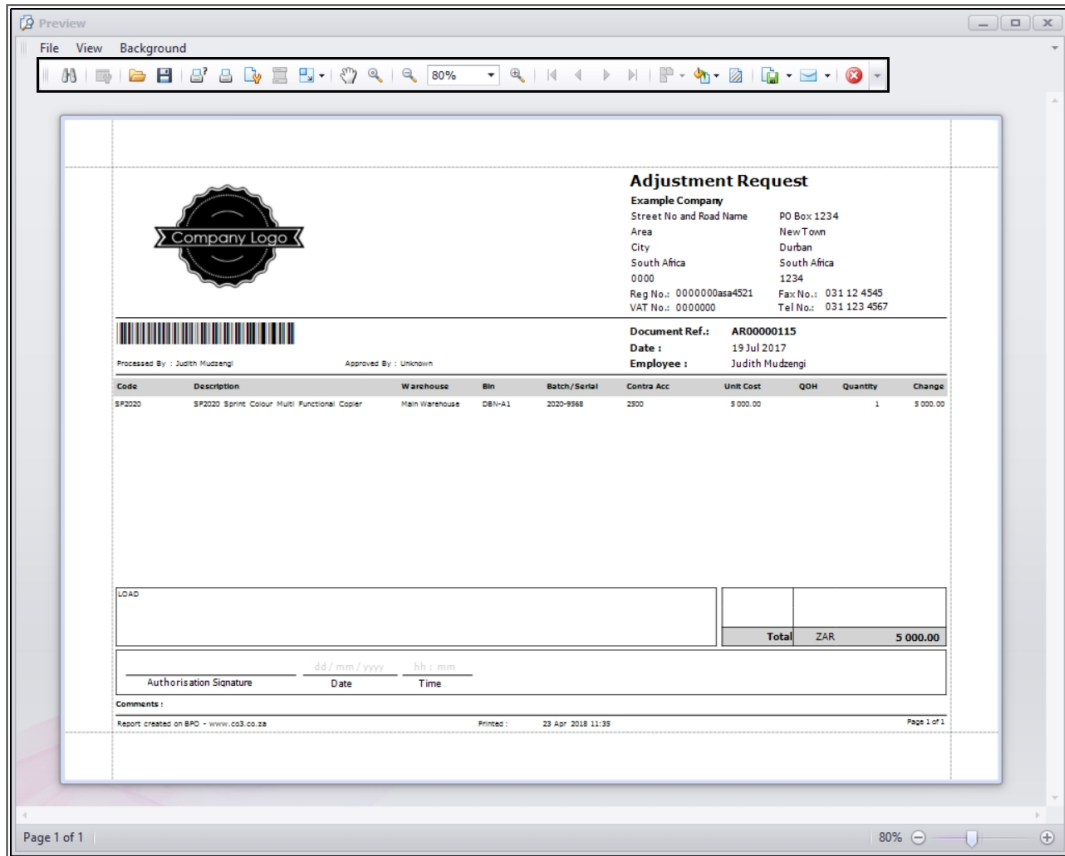 Preview
File View Background
80%
Company Logo
Adjustment Request
Example Company
Street No and Road Name PO Box 1234
Area New Town
City Durban
South Africa South Africa
0000 1234
Reg No.: 0000000asa4521 Fax No.: 031 12 4545
VAT No.: 0000000 Tel No.: 031 123 4567
Document Ref.: AR00000115
Date : 19 Jul 2017
Processed By : Judith Mudzengi Approved By : Unknown Employee : Judith Mudzengi
Code Description Warehouse Bin Batch/Serial Contra Acc Unit Cost QOH Quantity Change
SP2020 SP2020 Sprint Colour Multi Functional Copier Main Warehouse DBN-A1 2020-9568 2500 5 000.00 1 5 000.00
LOAD
Total ZAR 5 000.00
dd / mm / yyyy hh : mm
Authorisation Signature Date Time
Comments :
Report created on BPO - www.co3.co.za Printed : 23 Apr 2018 11:35 Page 1 of 1
Page 1 of 1 80%